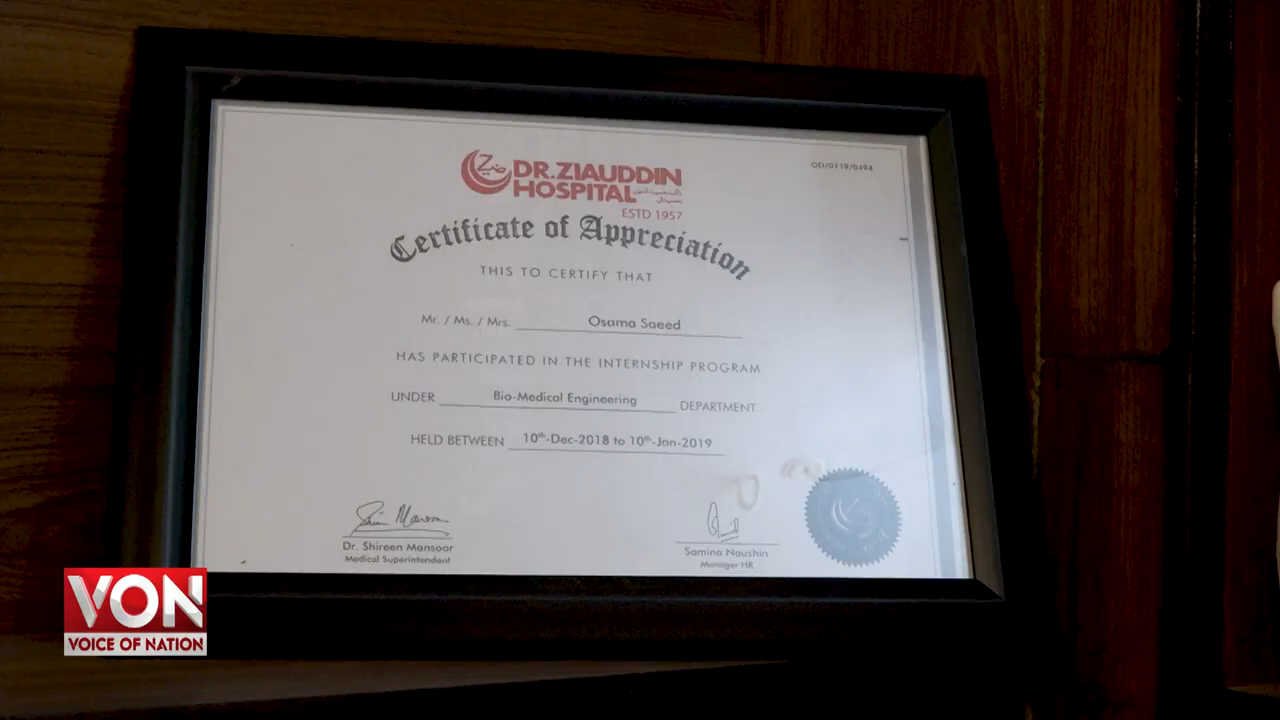 DR.ZIAUDDIN
HOSPITAL
ESTD 1957
OD/0119/0494
Certificate of Appreciation
THIS TO CERTIFY THAT
Mr. / Ms. / Mrs. Osama Saeed
HAS PARTICIPATED IN THE INTERNSHIP PROGRAM
UNDER Bio-Medical Engineering DEPARTMENT
HELD BETWEEN 10th-Dec-2018 to 10th-Jan-2019
Dr. Shireen Mansoor
Medical Superintendent
Samina Naushin
Manager HR
VON
VOICE OF NATION